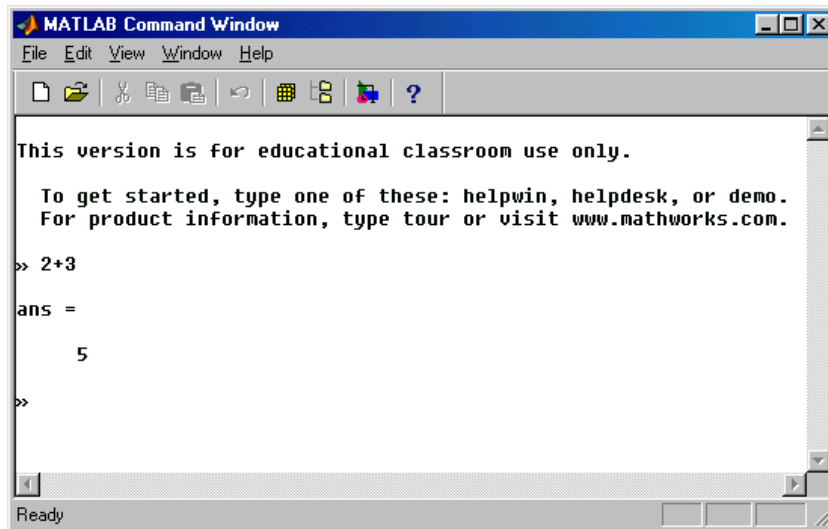 MATLAB Command Window
File Edit View Window Help
?
This version is for educational classroom use only.
To get started, type one of these: helpwin, helpdesk, or demo.
For product information, type tour or visit www.mathworks.com.
» 2+3
ans =
5
»
Ready